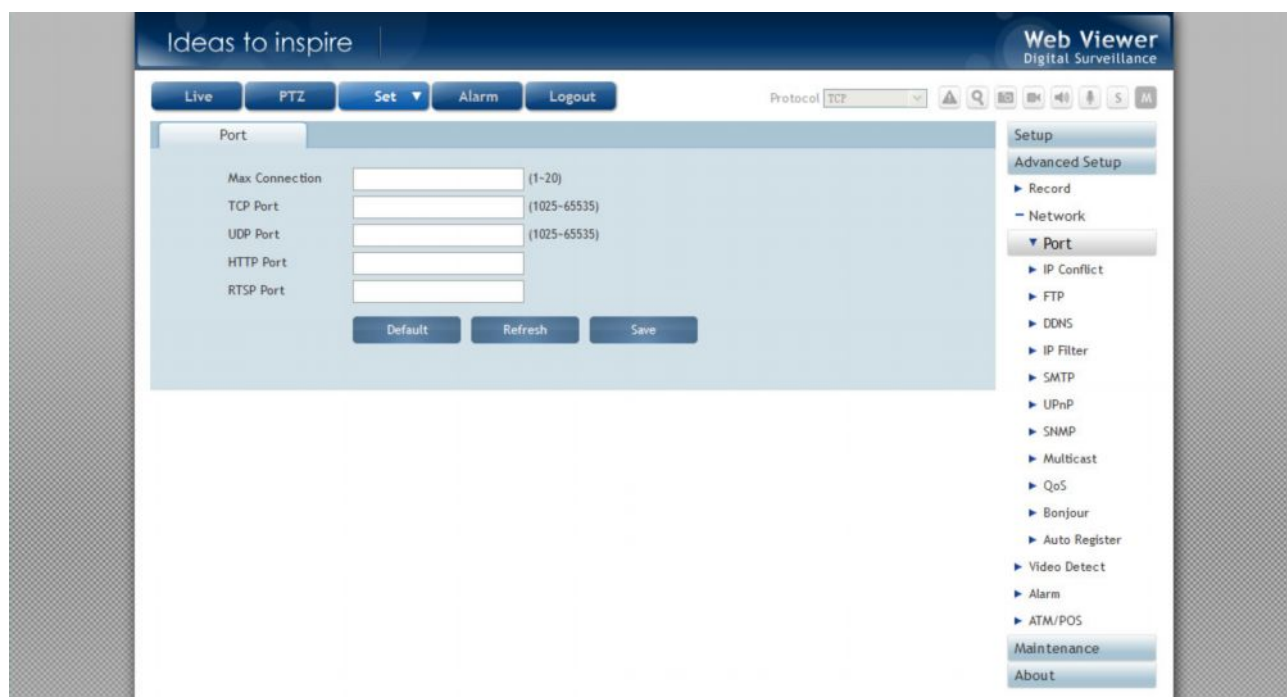 Ideas to inspire
Web Viewer
Digital Surveillance
Live PTZ Set Alarm Logout
Protocol TCP S M
Port
Max Connection (1~20)
TCP Port (1025~65535)
UDP Port (1025~65535)
HTTP Port
RTSP Port
Default Refresh Save
Setup
Advanced Setup
Record
Network
Port
IP Conflict
FTP
DDNS
IP Filter
SMTP
UPnP
SNMP
Multicast
QoS
Bonjour
Auto Register
Video Detect
Alarm
ATM/POS
Maintenance
About